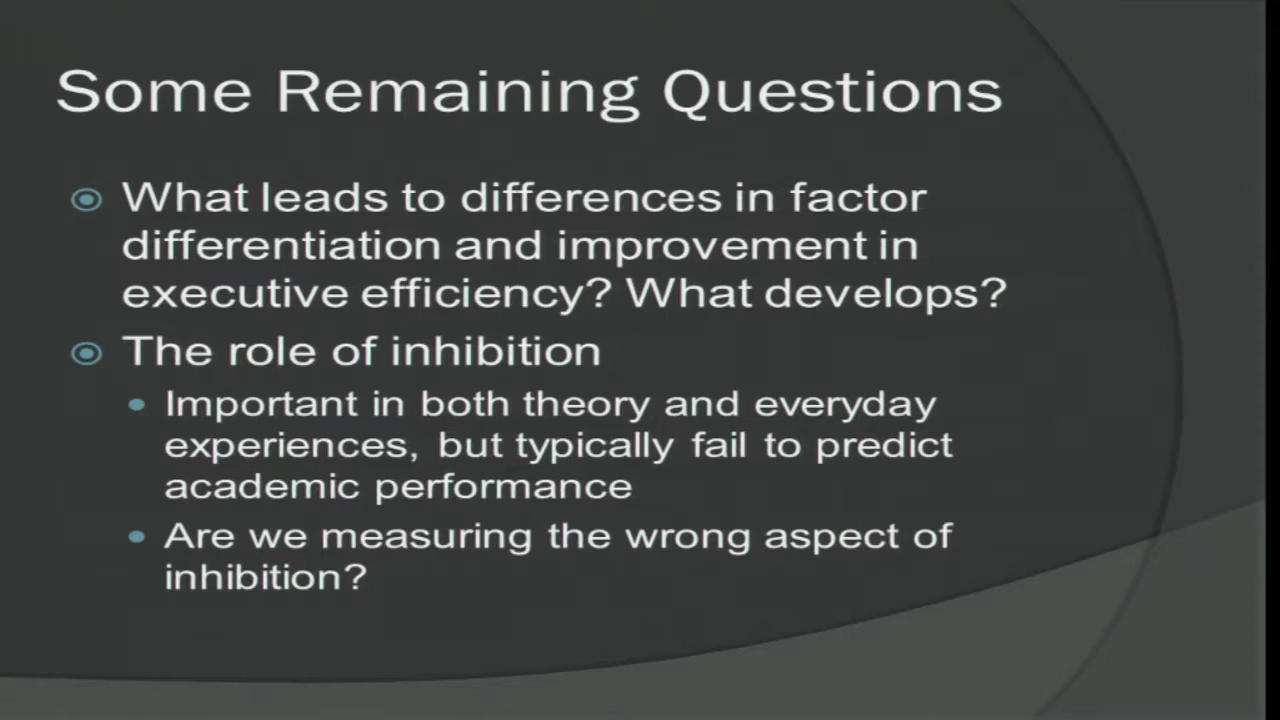 Some Remaining Questions
What leads to differences in factor
differentiation and improvement in
executive efficiency? What develops?
The role of inhibition
Important in both theory and everyday
experiences, but typically fail to predict
academic performance
Are we measuring the wrong aspect of
inhibition?